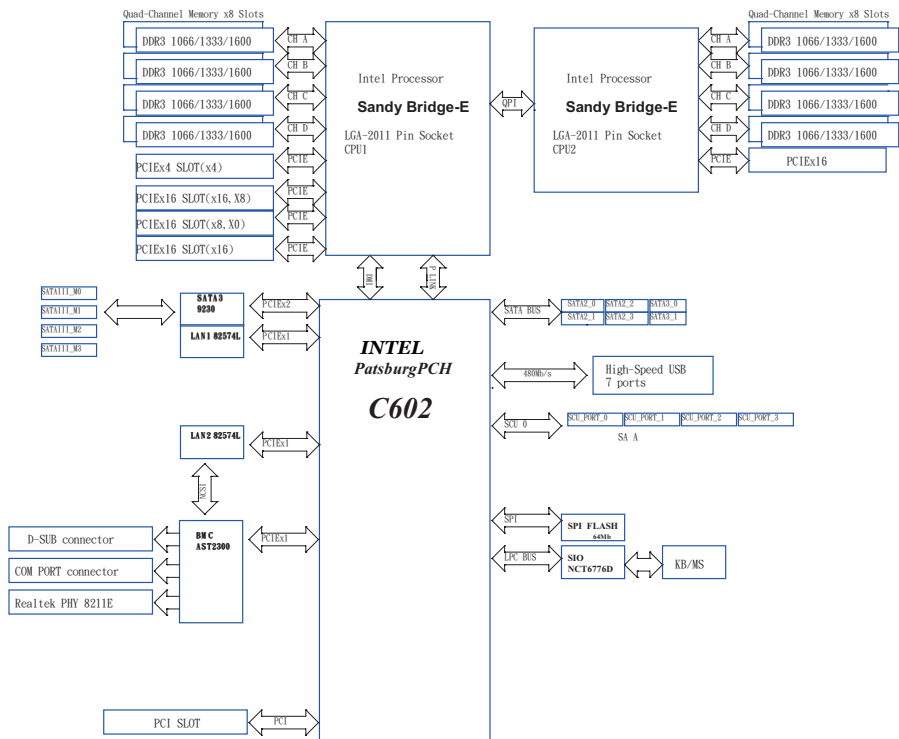 Quad-Channel Memory x8 Slots
DDR3 1066/1333/1600
CH A
DDR3 1066/1333/1600
CH B
DDR3 1066/1333/1600
CH C
DDR3 1066/1333/1600
CH D
PCIEx4 SLOT(x4)
PCIE
PCIEx16 SLOT(x16,X8)
PCIE
PCIEx16 SLOT(x8,X0)
PCIE
PCIEx16 SLOT(x16)
PCIE
Intel Processor
Sandy Bridge-E
LGA-2011 Pin Socket
CPU1
QPI
Intel Processor
Sandy Bridge-E
LGA-2011 Pin Socket
CPU2
Quad-Channel Memory x8 Slots
CH A
DDR3 1066/1333/1600
CH B
DDR3 1066/1333/1600
CH C
DDR3 1066/1333/1600
CH D
DDR3 1066/1333/1600
PCIE
PCIEx16
DMI
P LINK
SATAIII_M0
SATAIII_M1
SATAIII_M2
SATAIII_M3
SATA3
9230
PCIEx2
LAN1 82574L
PCIEx1
LAN2 82574L
PCIEx1
NCSI
BMC
AST2300
PCIEx1
D-SUB connector
COM PORT connector
Realtek PHY 8211E
PCI SLOT
PCI
INTEL
PatsburgPCH
C602
SATA BUS
SATA2_0 SATA2_2 SATA3_0
SATA2_1 SATA2_3 SATA3_1
480Mb/s
High-Speed USB
7 ports
SCU 0
SCU_PORT_0 SCU_PORT_1 SCU_PORT_2 SCU_PORT_3
SA A
SPI
SPI FLASH
64Mb
LPC BUS
SIO
NCT6776D
KB/MS